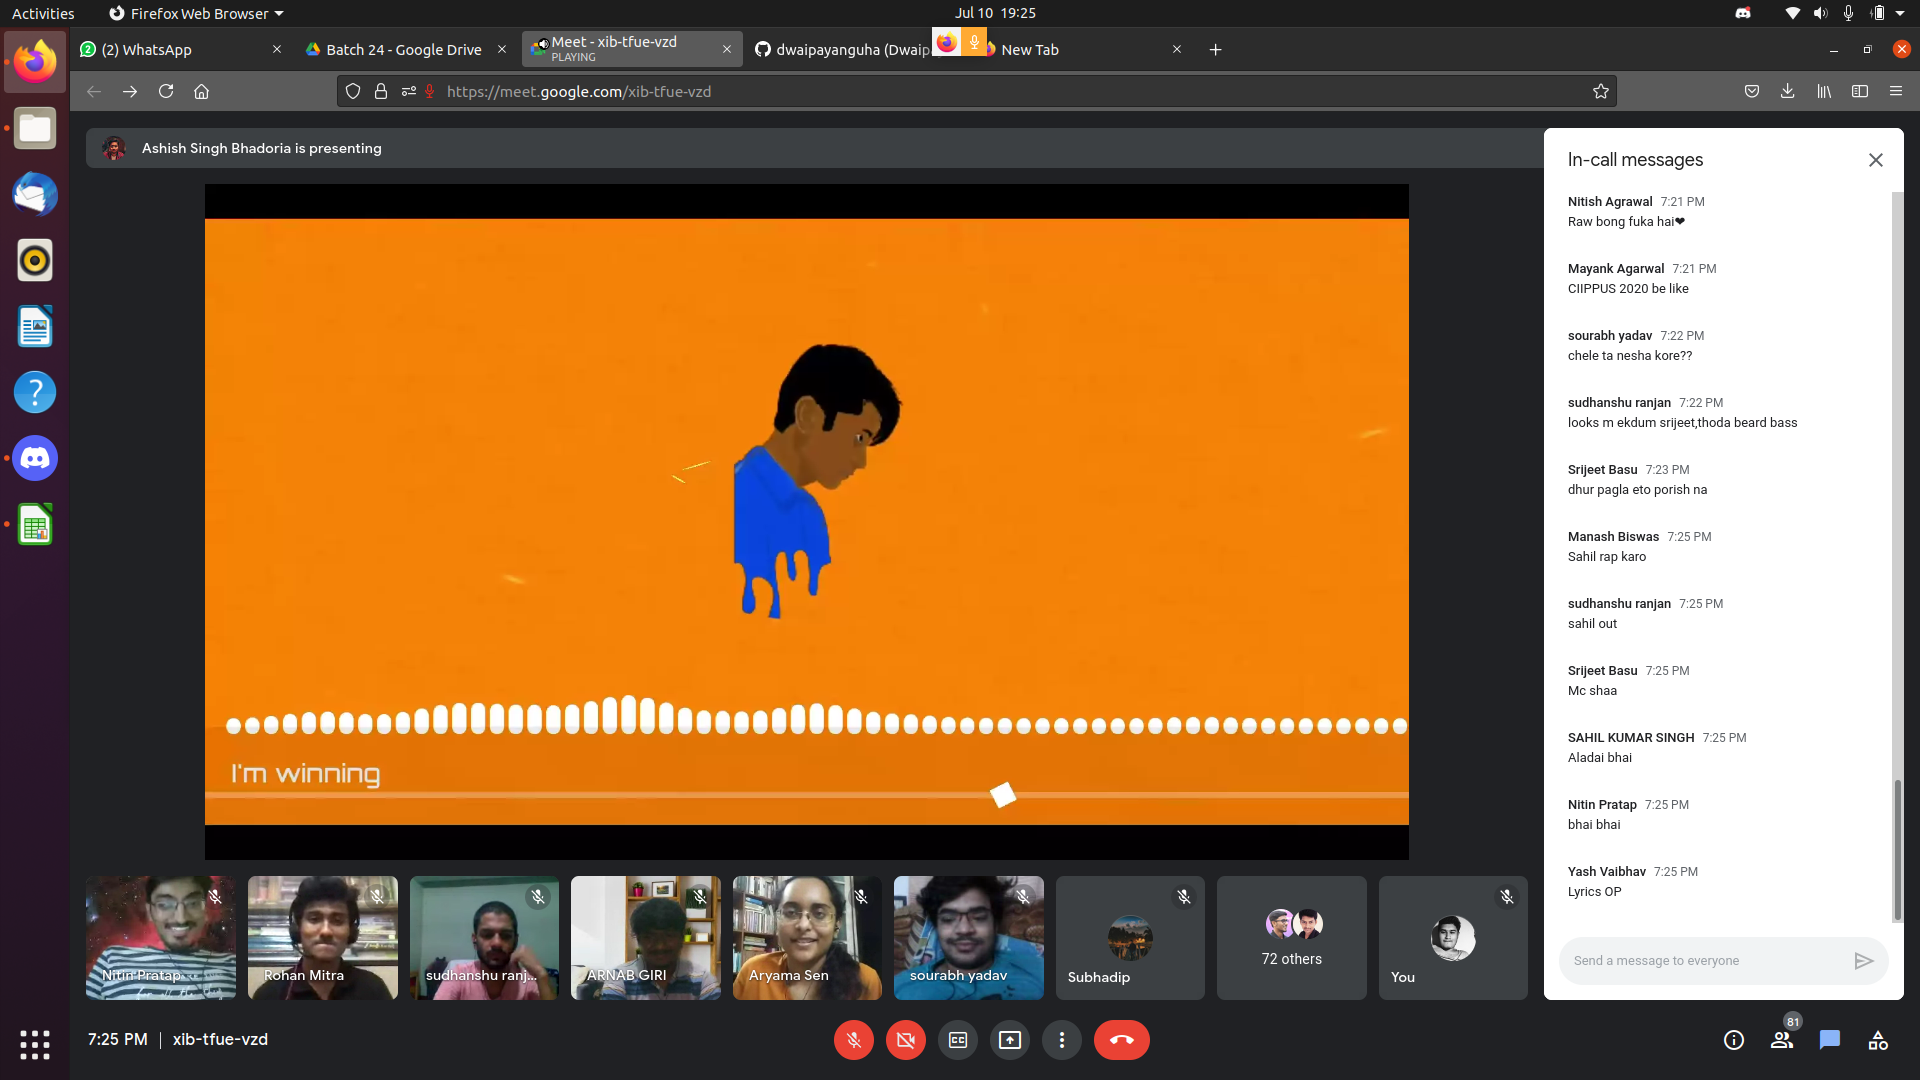 Activities
Firefox Web Browser
Jul 10 19:25
2
(2) WhatsApp
Batch 24 - Google Drive
Meet - xib-tfue-vzd
PLAYING
dwaipayanguha (Dwaip
New Tab
https://meet.google.com/xib-tfue-vzd
Ashish Singh Bhadoria is presenting
I'm winning
In-call messages
Nitish Agrawal 7:21 PM
Raw bong fuka hai❤
Mayank Agarwal 7:21 PM
CIIPPUS 2020 be like
sourabh yadav 7:22 PM
chele ta nesha kore??
sudhanshu ranjan 7:22 PM
looks m ekdum srijeet,thoda beard bass
Srijeet Basu 7:23 PM
dhur pagla eto porish na
Manash Biswas 7:25 PM
Sahil rap karo
sudhanshu ranjan 7:25 PM
sahil out
Srijeet Basu 7:25 PM
Mc shaa
SAHIL KUMAR SINGH 7:25 PM
Aladai bhai
Nitin Pratap 7:25 PM
bhai bhai
Yash Vaibhav 7:25 PM
Lyrics OP
Send a message to everyone
Nitin Pratap
Rohan Mitra
sudhanshu ranj...
ARNAB GIRI
Aryama Sen
sourabh yadav
Subhadip
72 others
You
7:25 PM | xib-tfue-vzd
CC
81